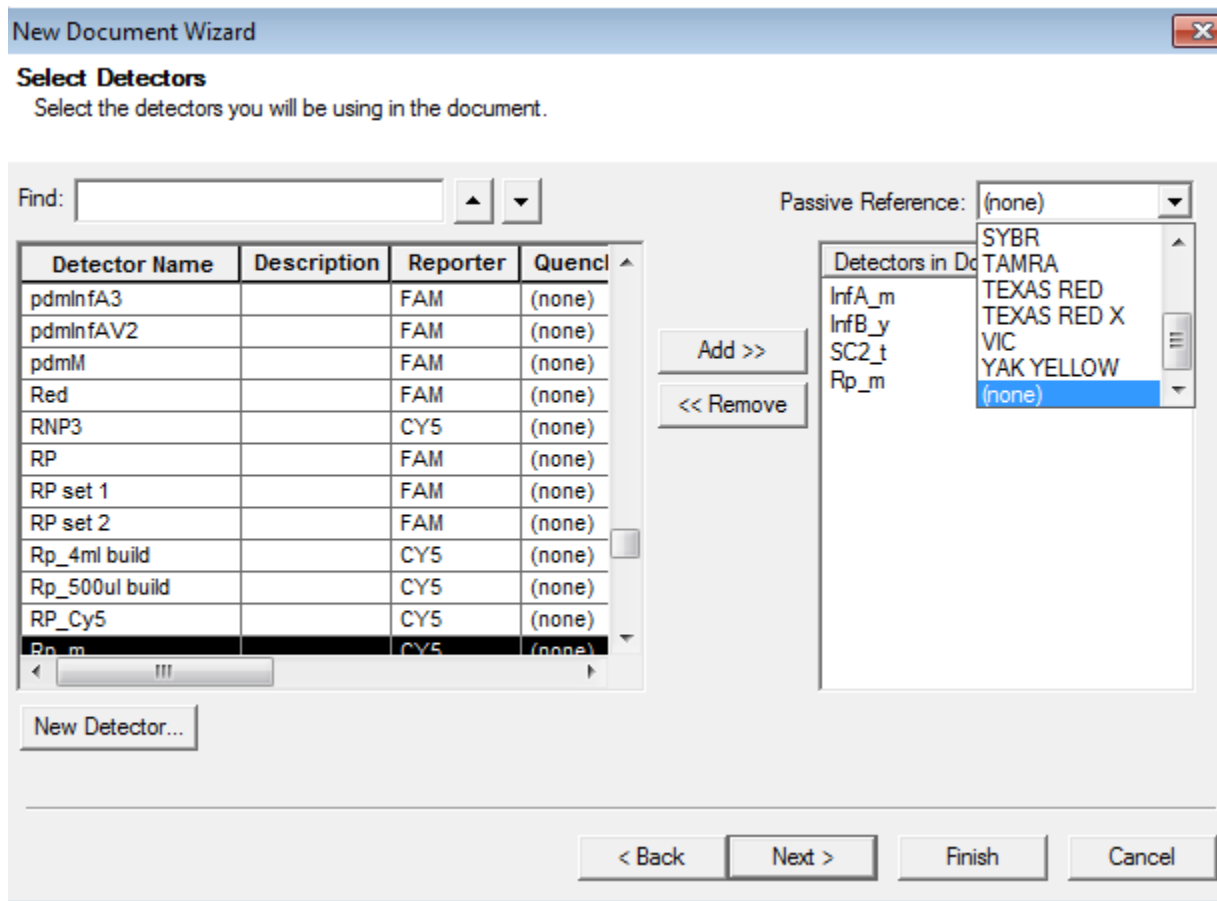 New Document Wizard
Select Detectors
Select the detectors you will be using in the document.
Find:
Passive Reference: (none)
SYBR
TAMRA
TEXAS RED
TEXAS RED X
VIC
YAK YELLOW
(none)
Detector Name Description Reporter Quencl
pdmInfA3 FAM (none)
pdmInfAV2 FAM (none)
pdmM FAM (none)
Red FAM (none)
RNP3 CY5 (none)
RP FAM (none)
RP set 1 FAM (none)
RP set 2 FAM (none)
Rp_4ml build CY5 (none)
Rp_500ul build CY5 (none)
RP_Cy5 CY5 (none)
Rp_m CY5 (none)
Add >>
<< Remove
Detectors in Do
InfA_m
InfB_y
SC2_t
Rp_m
New Detector...
< Back Next > Finish Cancel